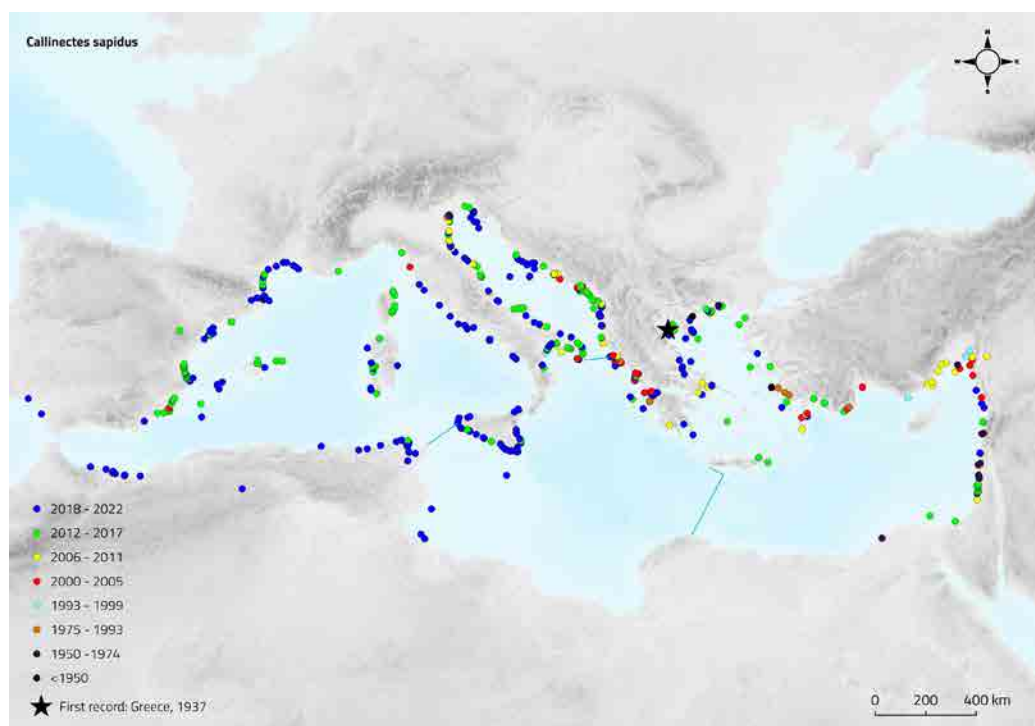 Callinectes sapidus
N
W
E
S
2018 - 2022
2012 - 2017
2006 - 2011
2000 - 2005
1993 - 1999
1975 - 1993
1950 - 1974
<1950
First record: Greece, 1937
0 200 400 km